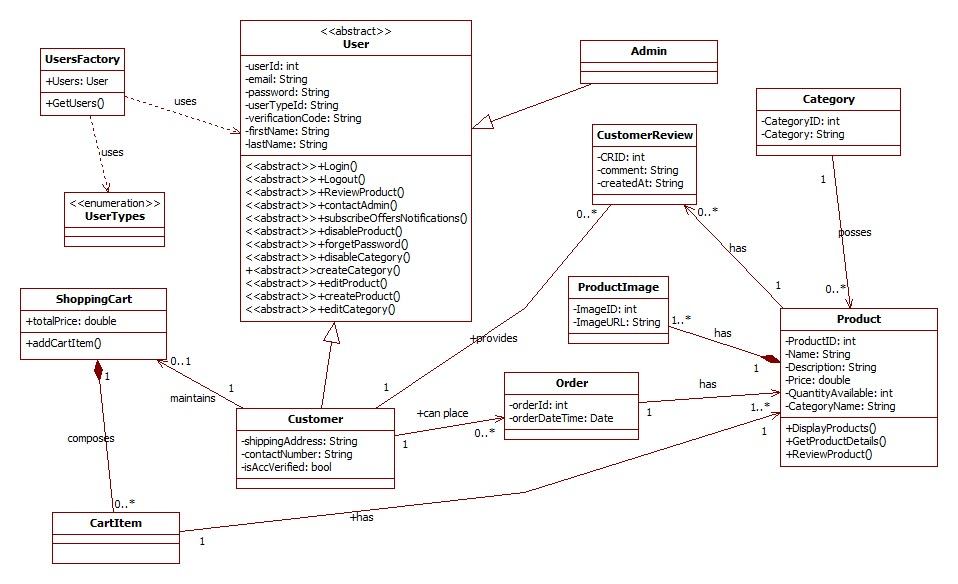 <<abstract>>
User
-userId: int
-email: String
-password: String
-userTypeId: String
-verificationCode: String
-firstName: String
-lastName: String
<<abstract>>+Login()
<<abstract>>+Logout()
<<abstract>>+ReviewProduct()
<<abstract>>+contactAdmin()
<<abstract>>+subscribeOffersNotifications()
<<abstract>>+disableProduct()
<<abstract>>+forgetPassword()
<<abstract>>+disableCategory()
+<<abstract>>createCategory()
<<abstract>>+editProduct()
<<abstract>>+createProduct()
<<abstract>>+editCategory()
UsersFactory
+Users: User
+GetUsers()
uses
uses
<<enumeration>>
UserTypes
Admin
CustomerReview
-CRID: int
-comment: String
-createdAt: String
0..*
0..*
Category
-CategoryID: int
-Category: String
1
posses
0..*
has
1
ProductImage
-ImageID: int
-ImageURL: String
1..*
has
1
Product
-ProductID: int
-Name: String
-Description: String
-Price: double
-QuantityAvailable: int
-CategoryName: String
+DisplayProducts()
+GetProductDetails()
+ReviewProduct()
ShoppingCart
+totalPrice: double
+addCartItem()
0..1
1
maintains
1
composes
0..*
+provides
1
Customer
-shippingAddress: String
-contactNumber: String
-isAccVerified: bool
+can place
1
0..*
Order
-orderId: int
-orderDateTime: Date
has
1
1..*
1
CartItem
1
+has